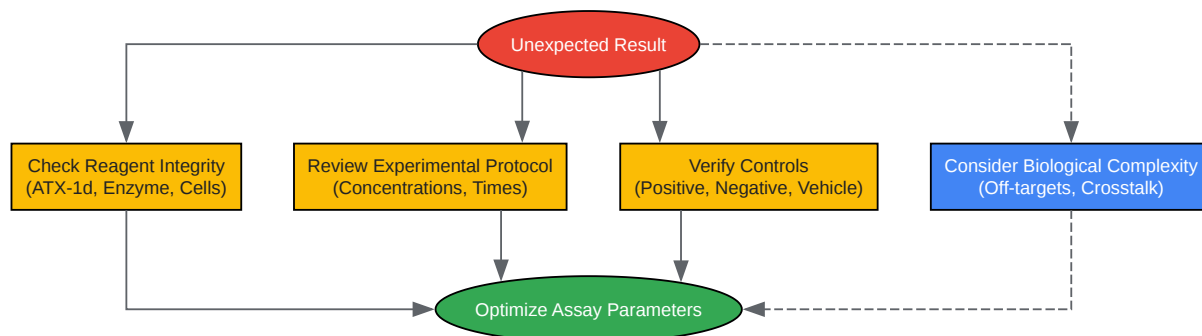 Unexpected Result
Check Reagent Integrity
(ATX-1d, Enzyme, Cells)
Review Experimental Protocol
(Concentrations, Times)
Verify Controls
(Positive, Negative, Vehicle)
Consider Biological Complexity
(Off-targets, Crosstalk)
Optimize Assay Parameters